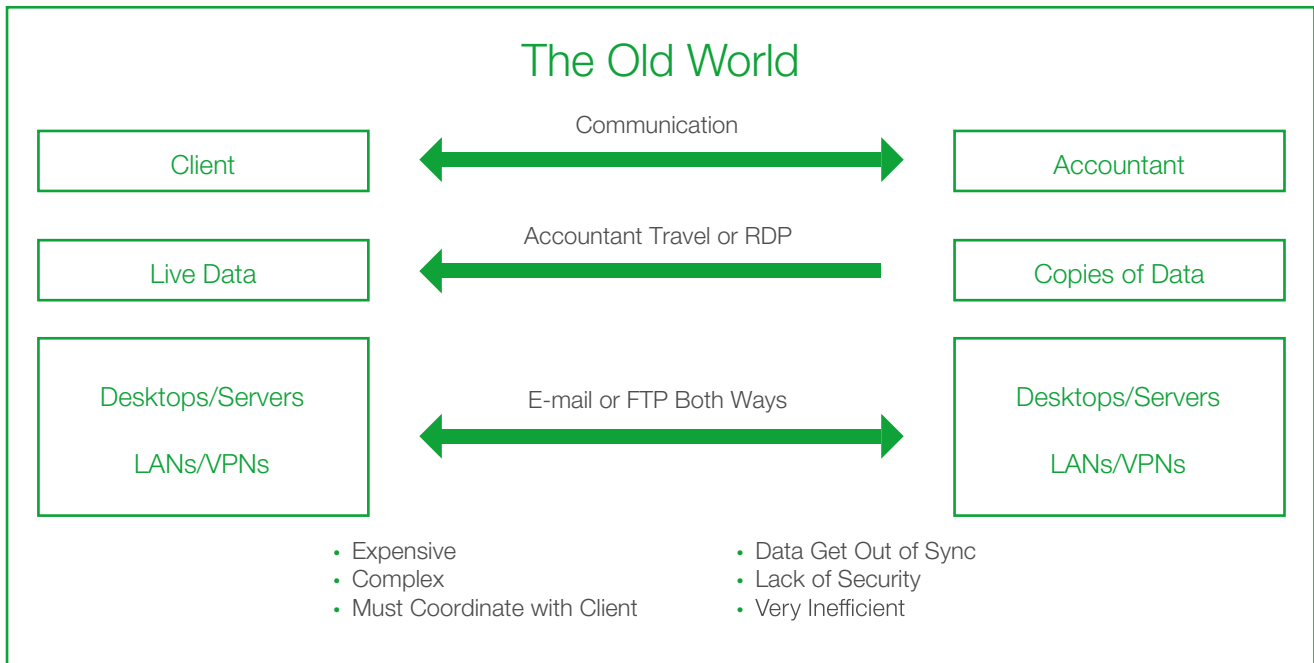 The Old World
Communication
Client
Accountant
Accountant Travel or RDP
Live Data
Copies of Data
Desktops/Servers
LANs/VPNs
E-mail or FTP Both Ways
Desktops/Servers
LANs/VPNs
• Expensive
• Complex
• Must Coordinate with Client
• Data Get Out of Sync
• Lack of Security
• Very Inefficient